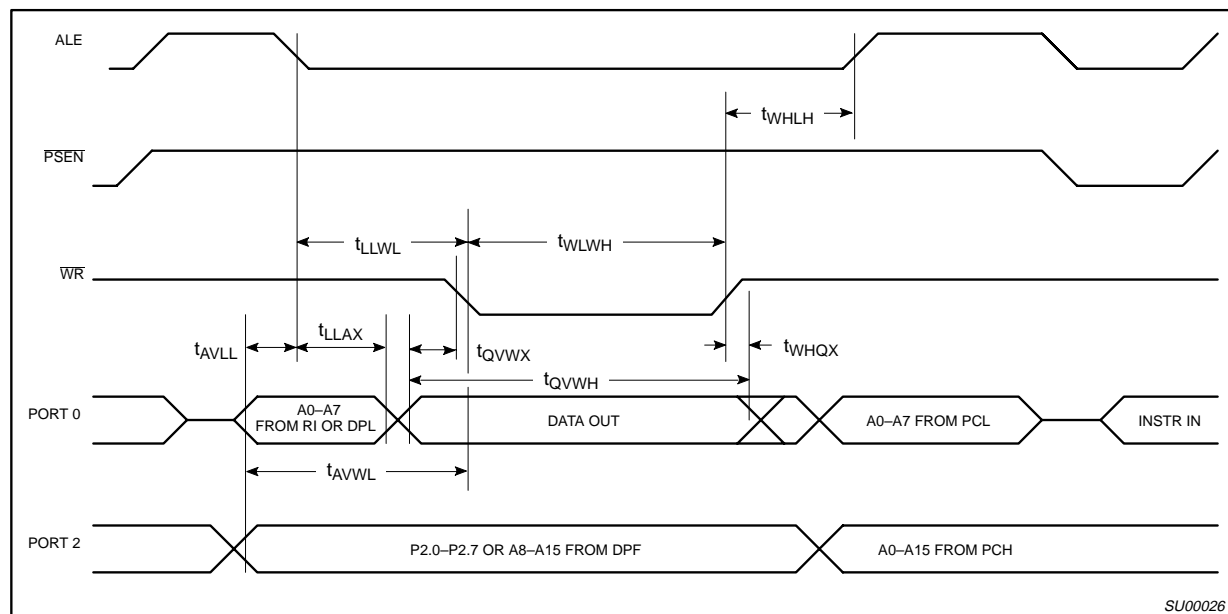 ALE
tWHLH
PSEN
tLLWL
tWLWH
WR
tLLAX
tAVLL
tQVWX
tWHQX
tQVWH
PORT 0
A0–A7
FROM RI OR DPL
DATA OUT
A0–A7 FROM PCL
INSTR IN
tAVWL
PORT 2
P2.0–P2.7 OR A8–A15 FROM DPF
A0–A15 FROM PCH
SU00026